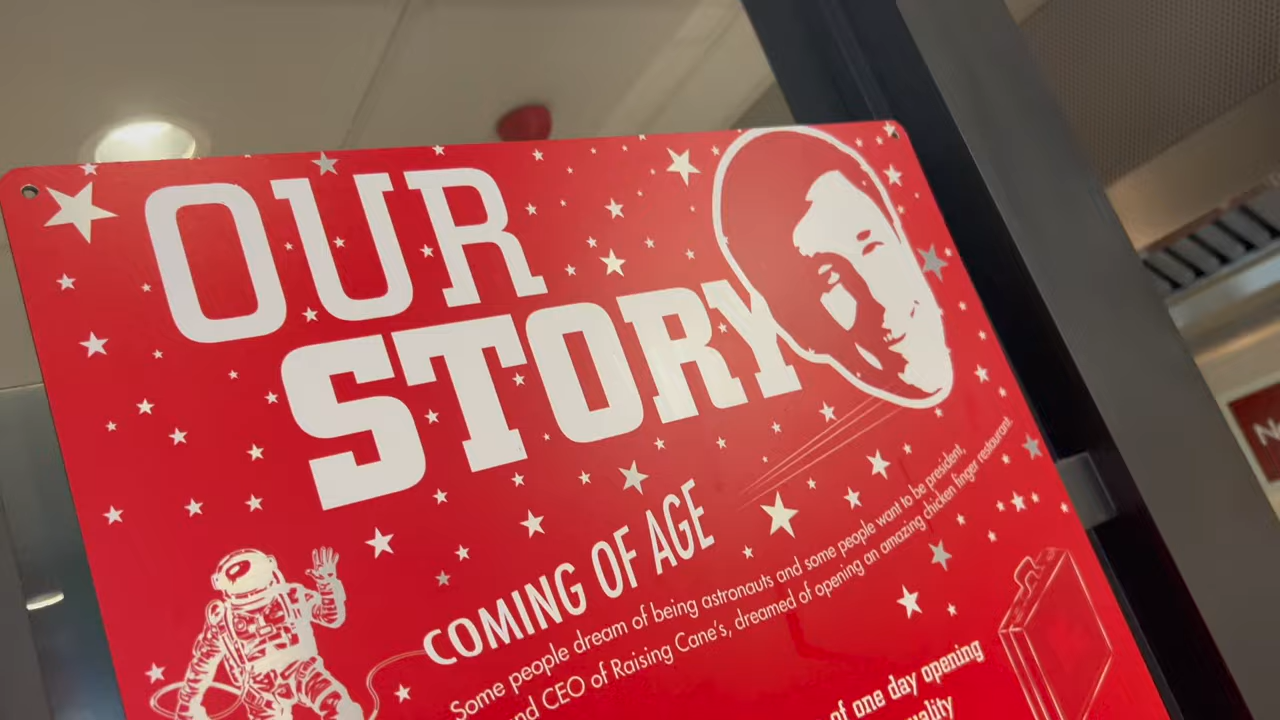 OUR
STORY
COMING OF AGE
Some people dream of being astronauts and some people want to be president,
and CEO of Raising Cane's, dreamed of opening an amazing chicken finger restaurant.
of one day opening